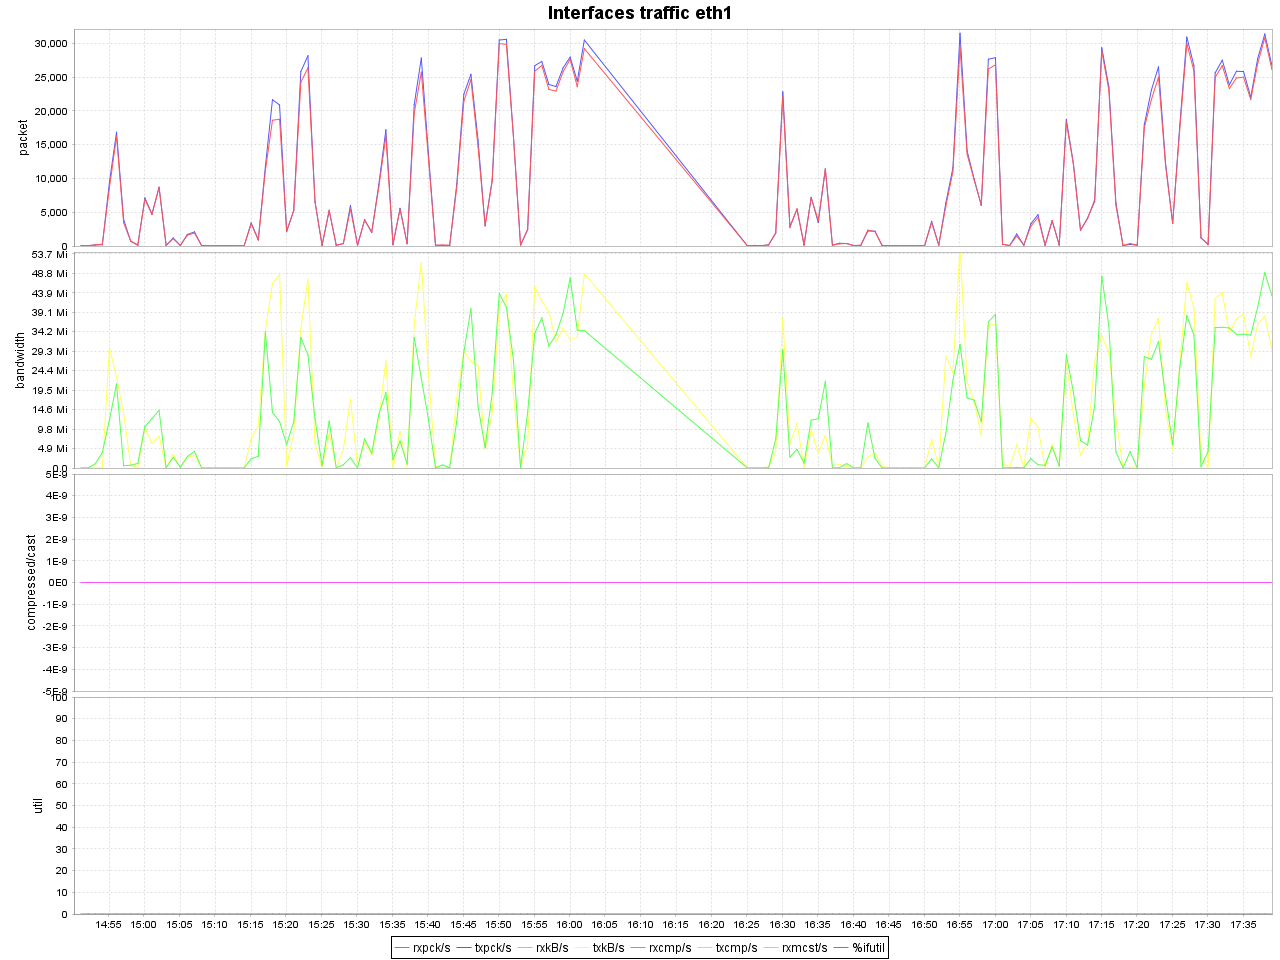 Interfaces traffic eth1
packet
30,000
25,000
20,000
15,000
10,000
5,000
0
bandwidth
53.7 Mi
48.8 Mi
43.9 Mi
39.1 Mi
34.2 Mi
29.3 Mi
24.4 Mi
19.5 Mi
14.6 Mi
9.8 Mi
4.9 Mi
0.0
compressed/cast
5E-9
4E-9
3E-9
2E-9
1E-9
0E0
-1E-9
-2E-9
-3E-9
-4E-9
-5E-9
util
100
90
80
70
60
50
40
30
20
10
0
14:55 15:00 15:05 15:10 15:15 15:20 15:25 15:30 15:35 15:40 15:45 15:50 15:55 16:00 16:05 16:10 16:15 16:20 16:25 16:30 16:35 16:40 16:45 16:50 16:55 17:00 17:05 17:10 17:15 17:20 17:25 17:30 17:35
rxpck/s txpck/s rxkB/s txkB/s rxcmp/s txcmp/s rxmcst/s %ifutil